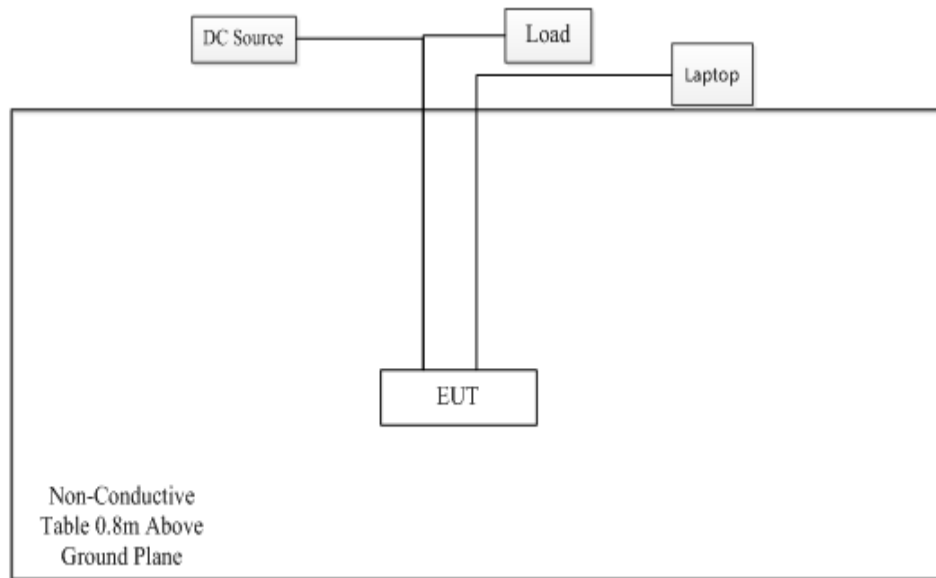 DC Source
Load
Laptop
EUT
Non-Conductive
Table 0.8m Above
Ground Plane